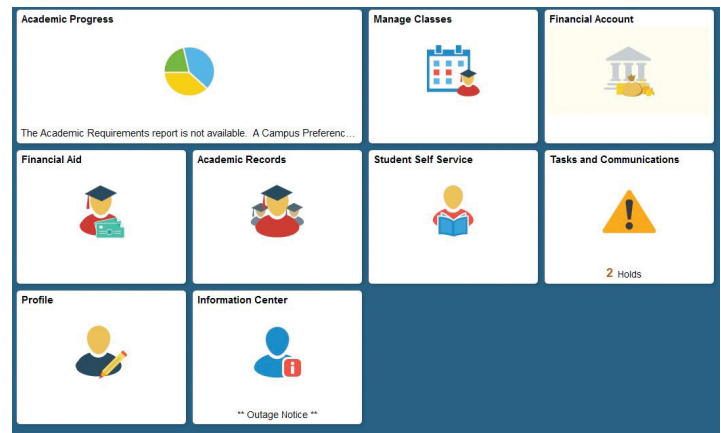 Academic Progress
The Academic Requirements report is not available. A Campus Preferenc...
Manage Classes
Financial Account
Financial Aid
Academic Records
Student Self Service
Tasks and Communications
2 Holds
Profile
Information Center
** Outage Notice **